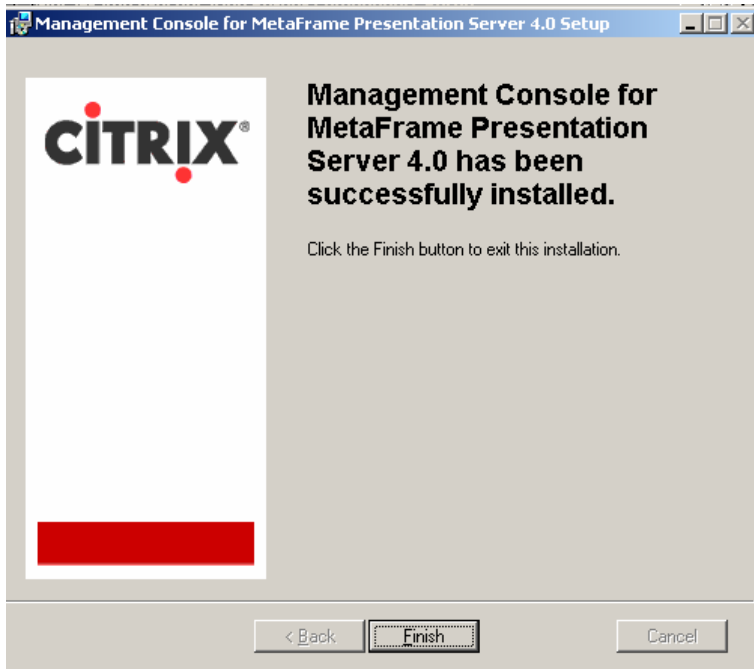 Management Console for MetaFrame Presentation Server 4.0 Setup
CITRIX®
Management Console for
MetaFrame Presentation
Server 4.0 has been
successfully installed.
Click the Finish button to exit this installation.
< Back
Finish
Cancel